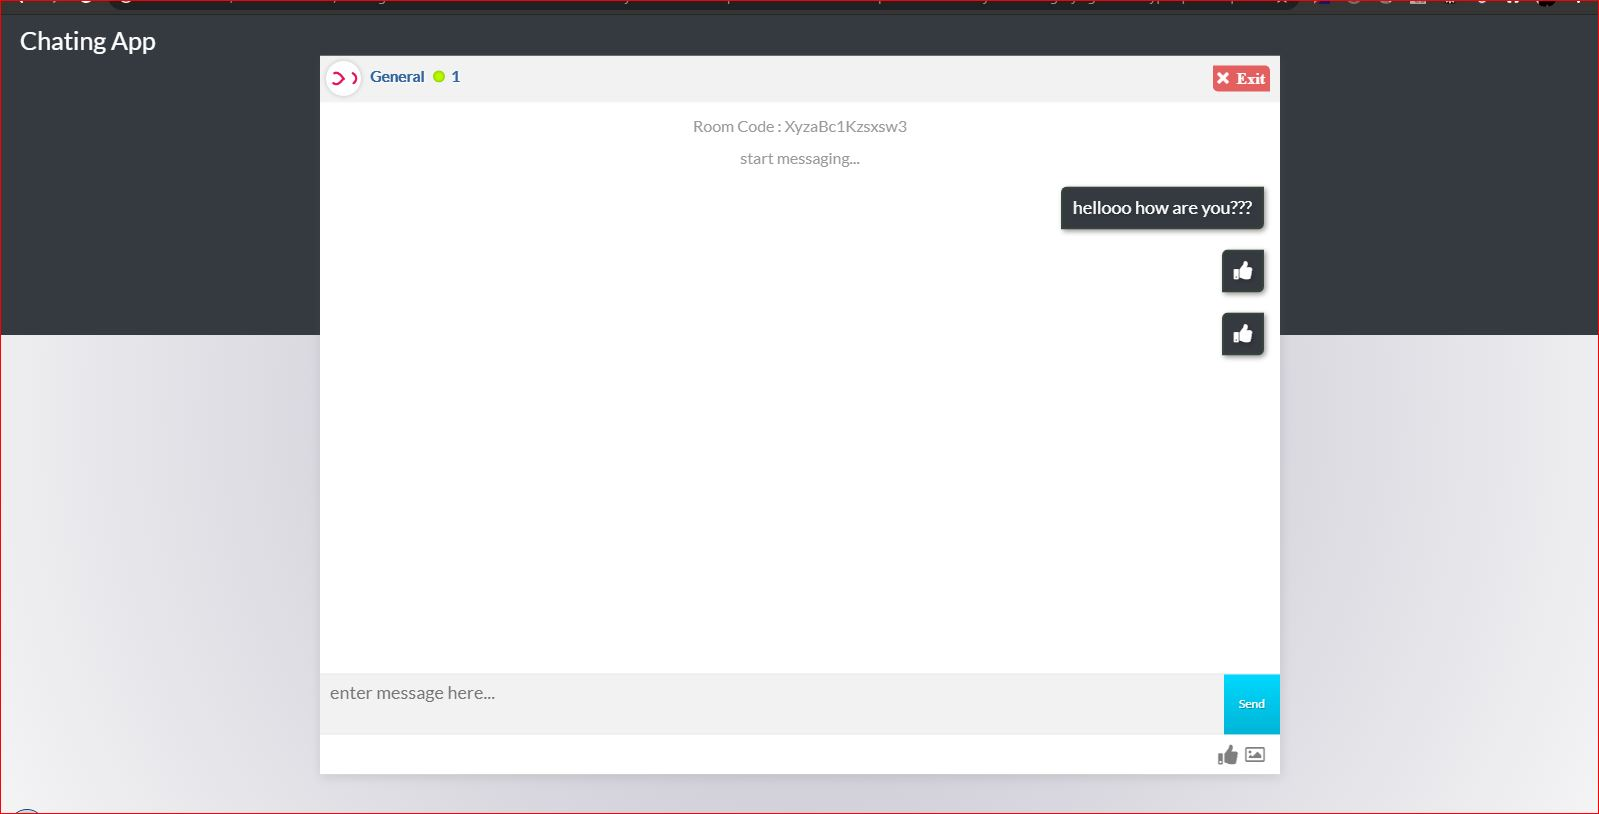 Chating App
General 1
Exit
Room Code : XyzaBc1Kzsxsw3
start messaging...
hellooo how are you???
enter message here...
Send